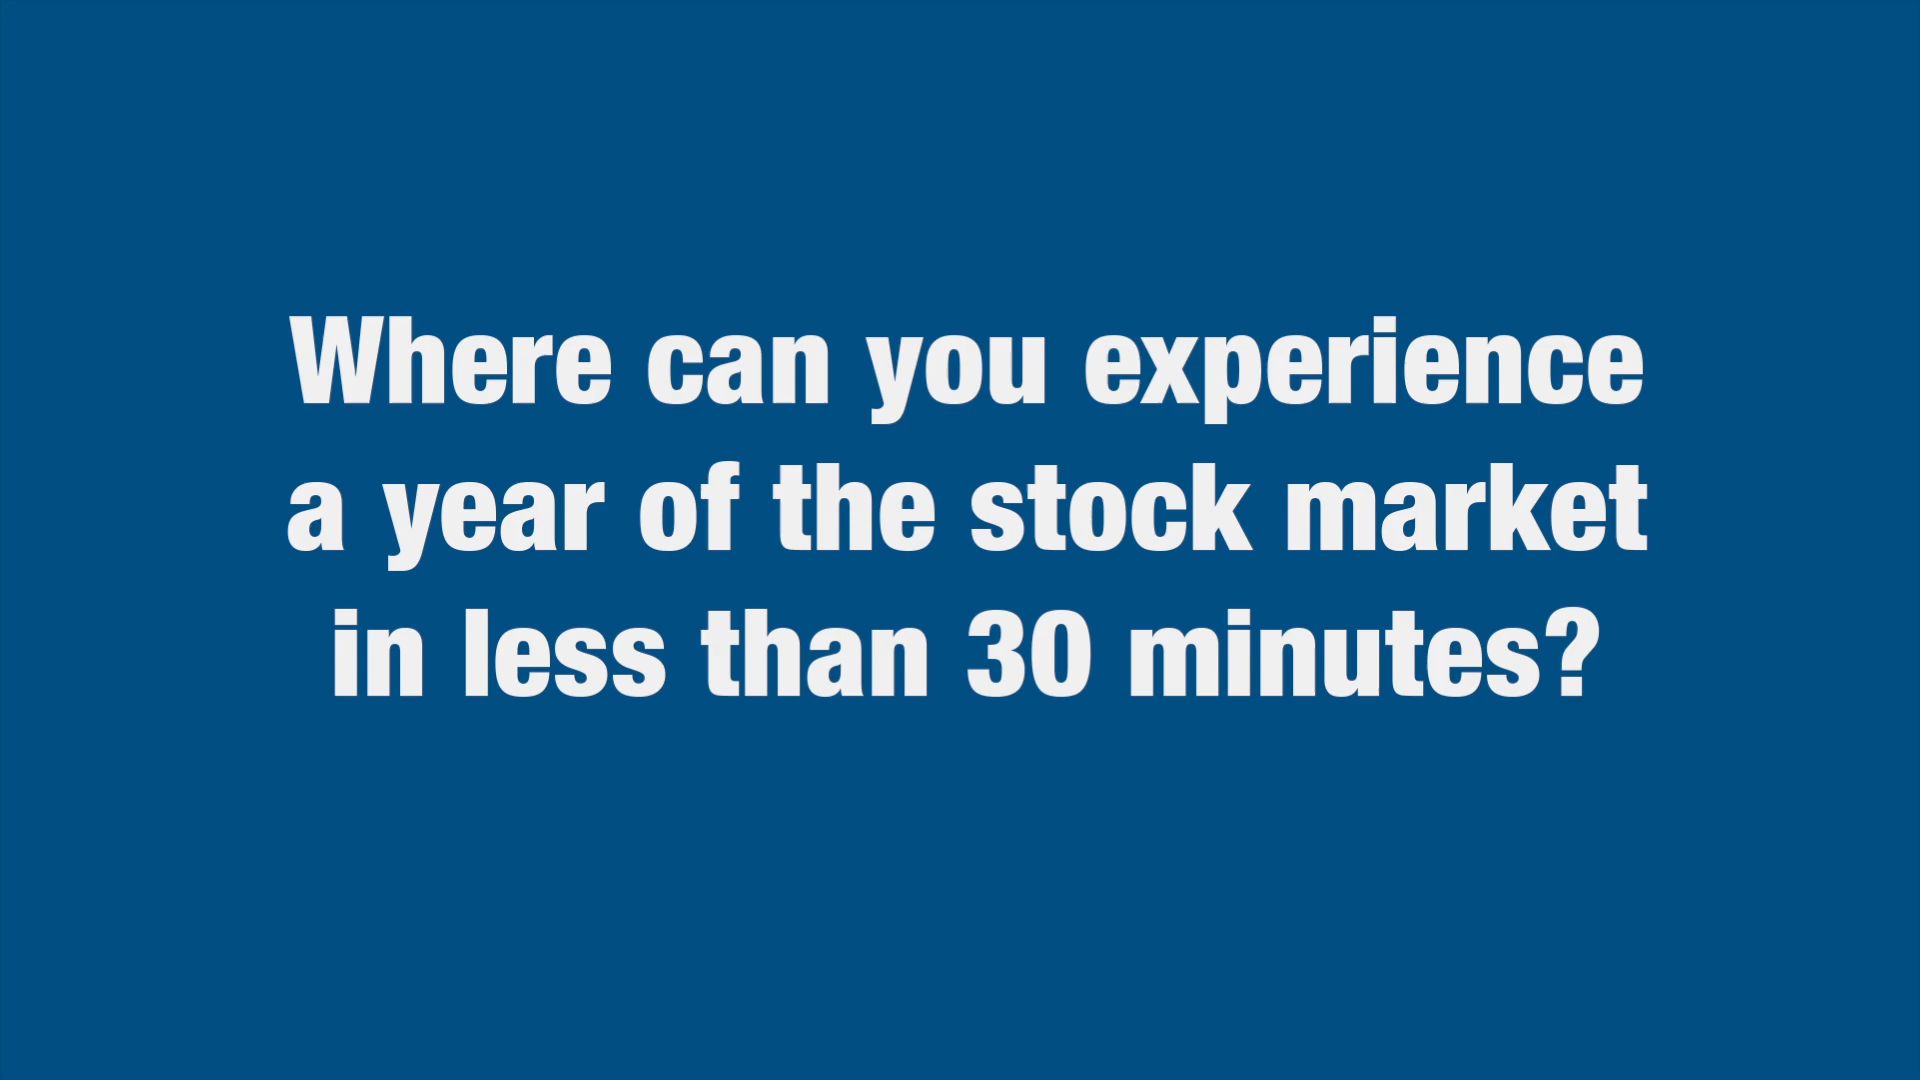 Where can you experience
a year of the stock market
in less than 30 minutes?